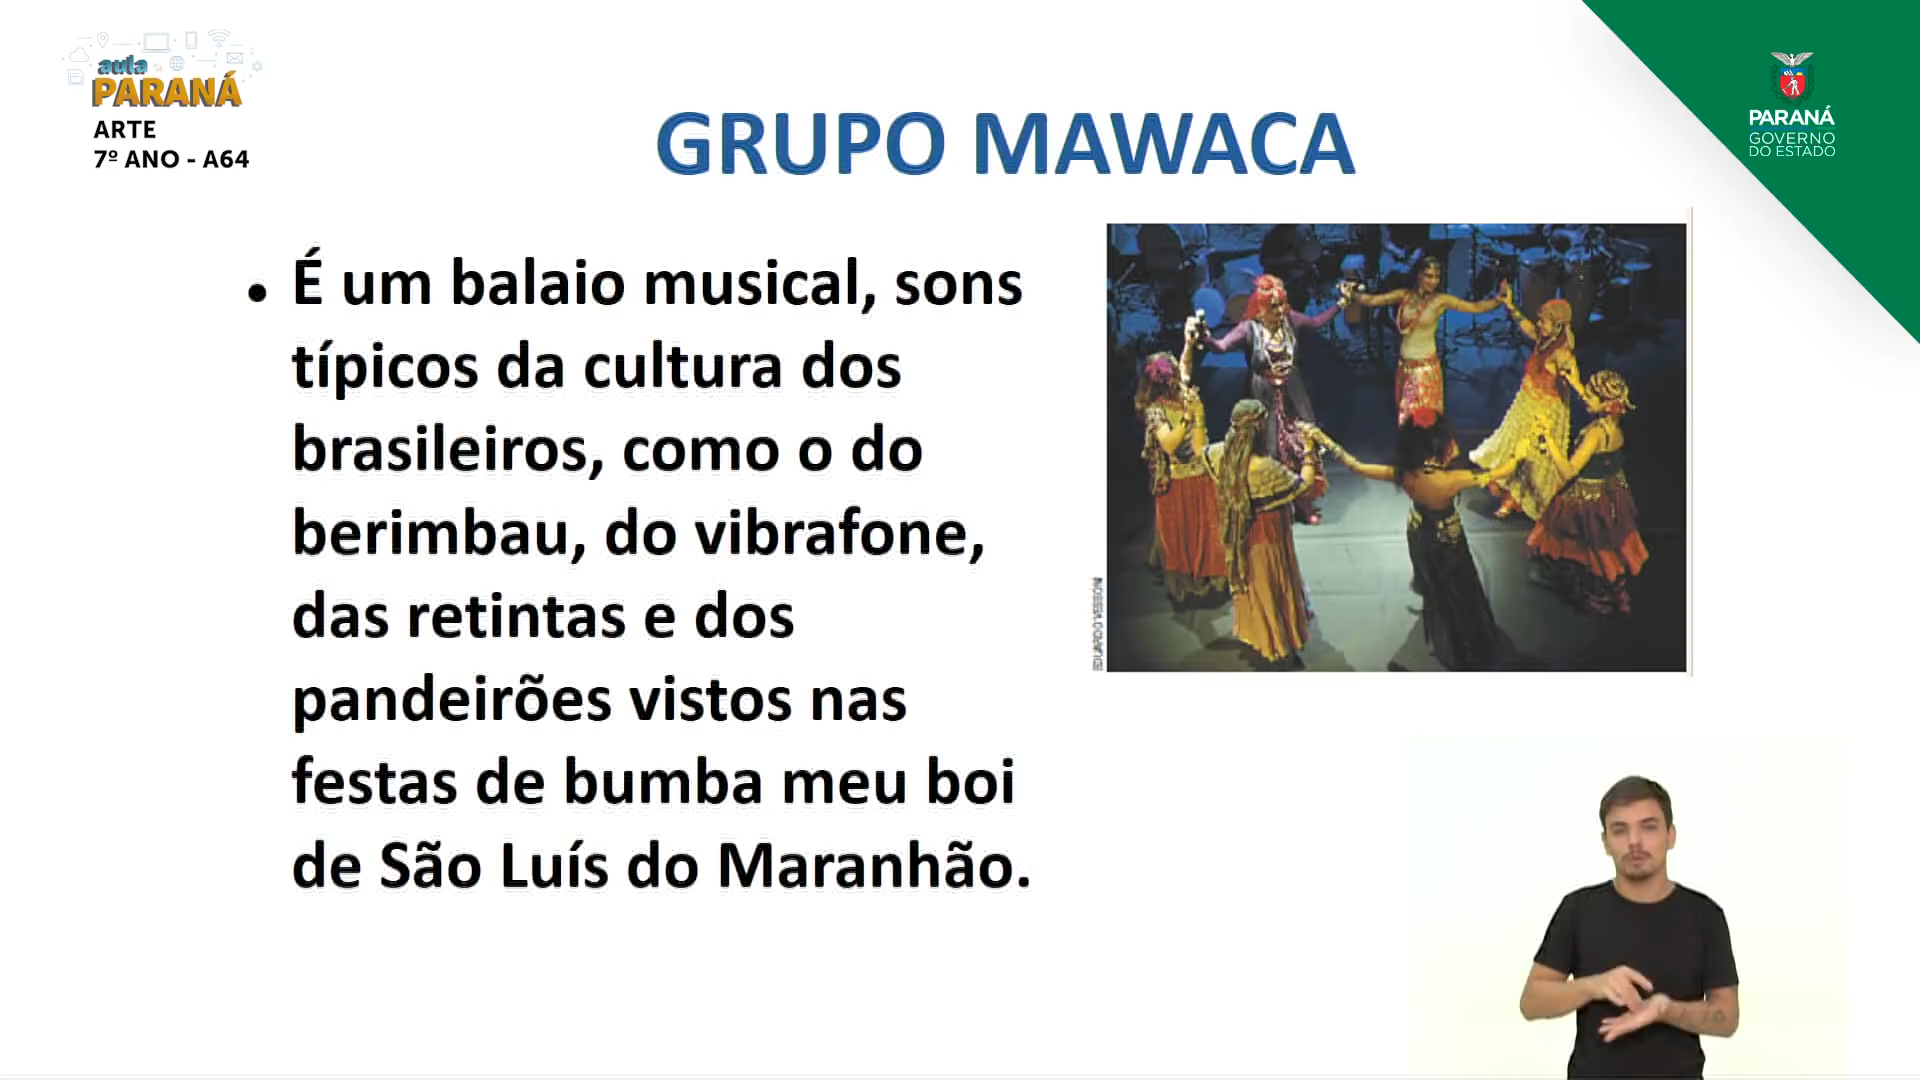 aula
PARANÁ
ARTE
7º ANO - A64
GRUPO MAWACA
PARANÁ
GOVERNO
DO ESTADO
• É um balaio musical, sons
típicos da cultura dos
brasileiros, como o do
berimbau, do vibrafone,
das retintas e dos
pandeirões vistos nas
festas de bumba meu boi
de São Luís do Maranhão.